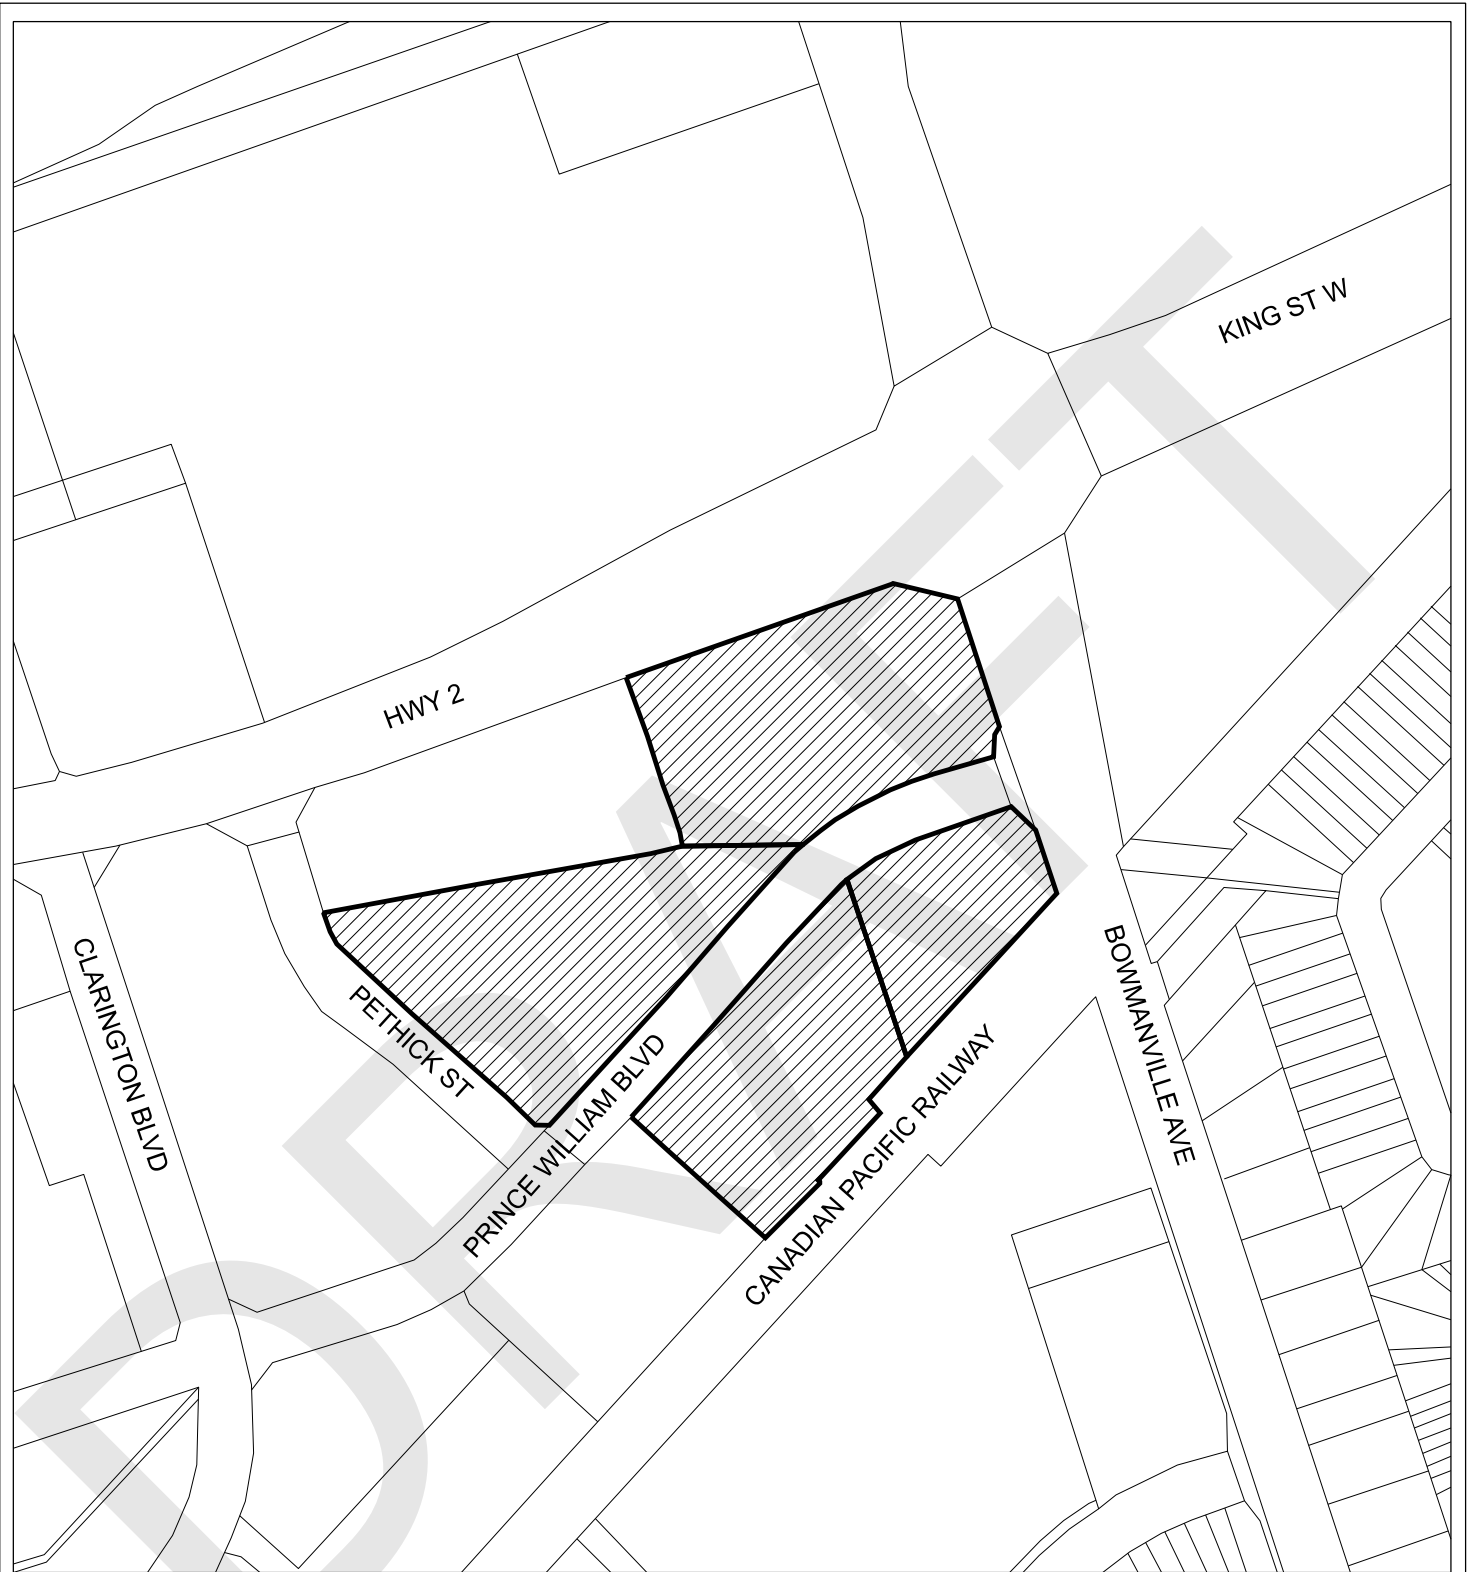 KING ST W
HWY 2
CLARINGTON BLVD
PETHICK ST
PRINCE WILLIAM BLVD
BOWMANVILLE AVE
CANADIAN PACIFIC RAILWAY
DRAFT